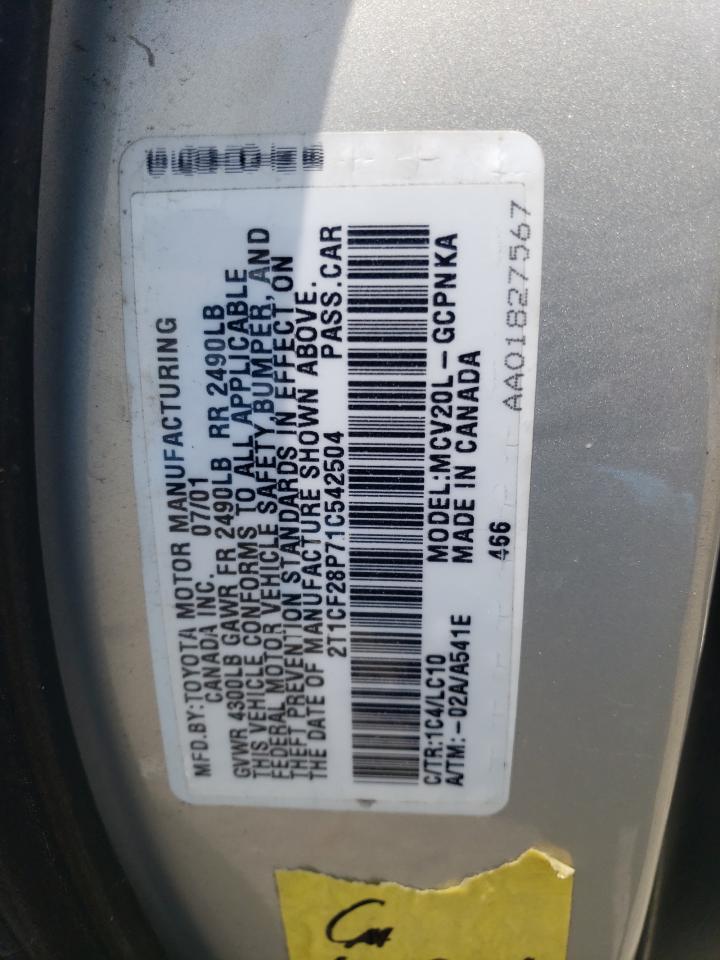 MFD.BY:TOYOTA MOTOR MANUFACTURING
CANADA INC. 07/01
GVWR 4300LB GAWR FR 2490LB RR 2490LB
THIS VEHICLE CONFORMS TO ALL APPLICABLE
FEDERAL MOTOR VEHICLE SAFETY,BUMPER, AND
THEFT PREVENTION STANDARDS IN EFFECT ON
THE DATE OF MANUFACTURE SHOWN ABOVE.
2T1CF28P71C542504 PASS.CAR
C/TR:1C4/LC10 MODEL:MCV20L-GCPNKA
A/TM:-02A/A541E MADE IN CANADA
466
AA01827567